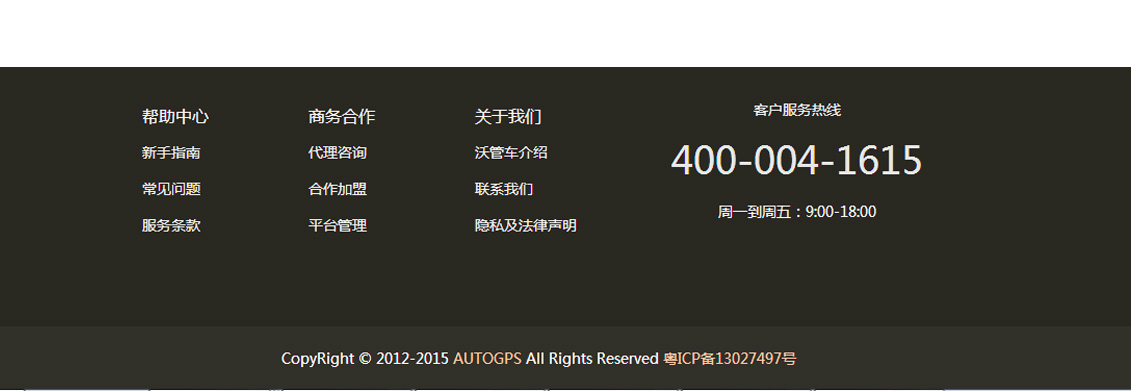 帮助中心
新手指南
常见问题
服务条款
商务合作
代理咨询
合作加盟
平台管理
关于我们
沃管车介绍
联系我们
隐私及法律声明
客户服务热线
400-004-1615
周一到周五：9:00-18:00
CopyRight © 2012-2015 AUTOGPS All Rights Reserved 粤ICP备13027497号